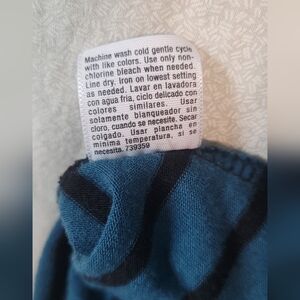 Machine wash cold gentle cycle
with like colors. Use only non-
chlorine bleach when needed.
Line dry. Iron on lowest setting
as needed. Lavar en lavadora
con agua fria, ciclo delicado con
colores similares. Usar
solamente blanqueador sin
cloro, cuando se necesite. Secar
colgado. Usar plancha en
minima temperatura, si se
necesita. 739359